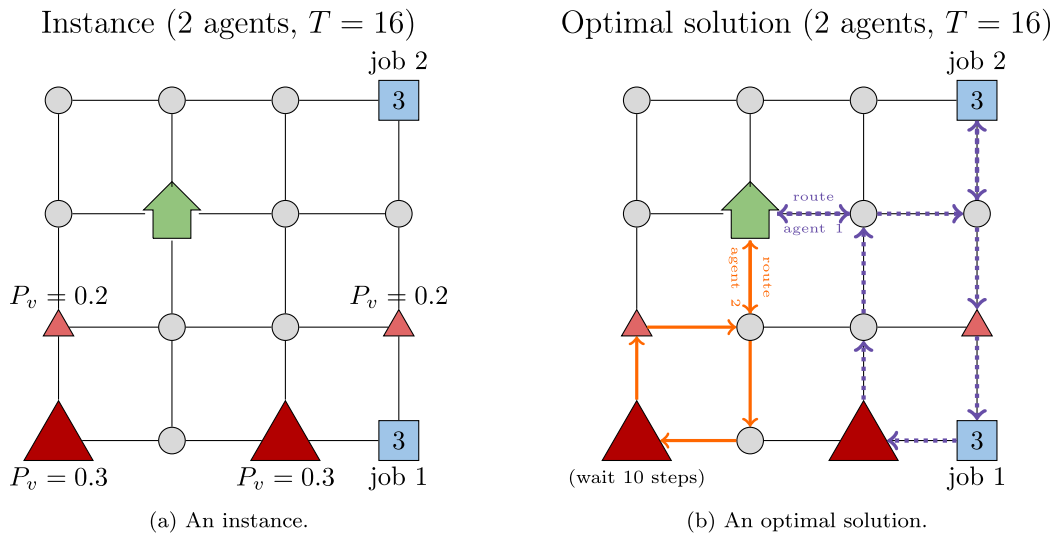 Instance (2 agents, T = 16)
job 2
3
P_v = 0.2
P_v = 0.2
3
P_v = 0.3
P_v = 0.3
job 1
(a) An instance.
Optimal solution (2 agents, T = 16)
job 2
3
route
agent 1
route
agent 2
3
(wait 10 steps)
job 1
(b) An optimal solution.